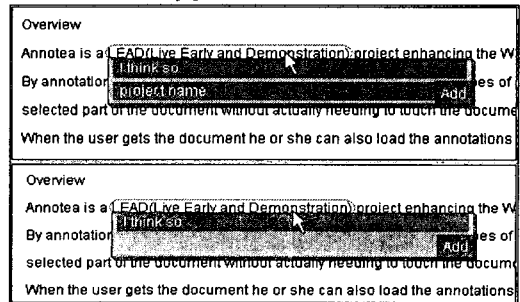 Overview
Annotea is a LEAD(Live Early and Demonstration) project enhancing the W
I think so
By annotation es of
project name Add
selected part of the document without actually needing to touch the docume
When the user gets the document he or she can also load the annotations
Overview
Annotea is a LEAD(Live Early and Demonstration) project enhancing the W
I think so
By annotation es of
Add
selected part of the document without actually needing to touch the docume
When the user gets the document he or she can also load the annotations